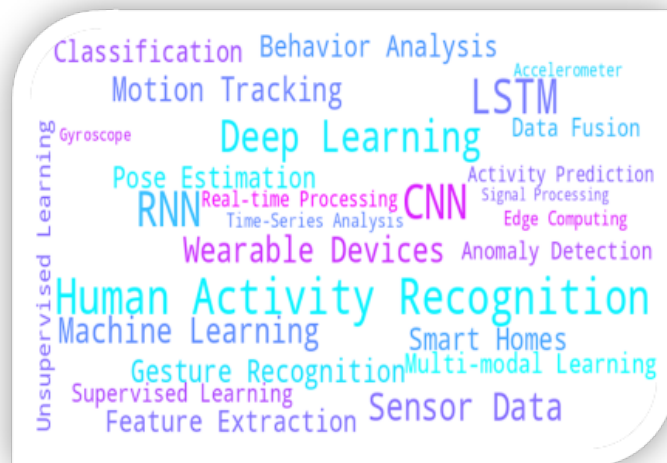 Classification
Behavior Analysis
Accelerometer
Motion Tracking
LSTM
Gyroscope
Deep Learning
Data Fusion
Pose Estimation
Activity Prediction
RNN
Real-time Processing
CNN
Signal Processing
Time-Series Analysis
Edge Computing
Wearable Devices
Anomaly Detection
Unsupervised Learning
Human Activity Recognition
Machine Learning
Smart Homes
Gesture Recognition
Multi-modal Learning
Supervised Learning
Feature Extraction
Sensor Data